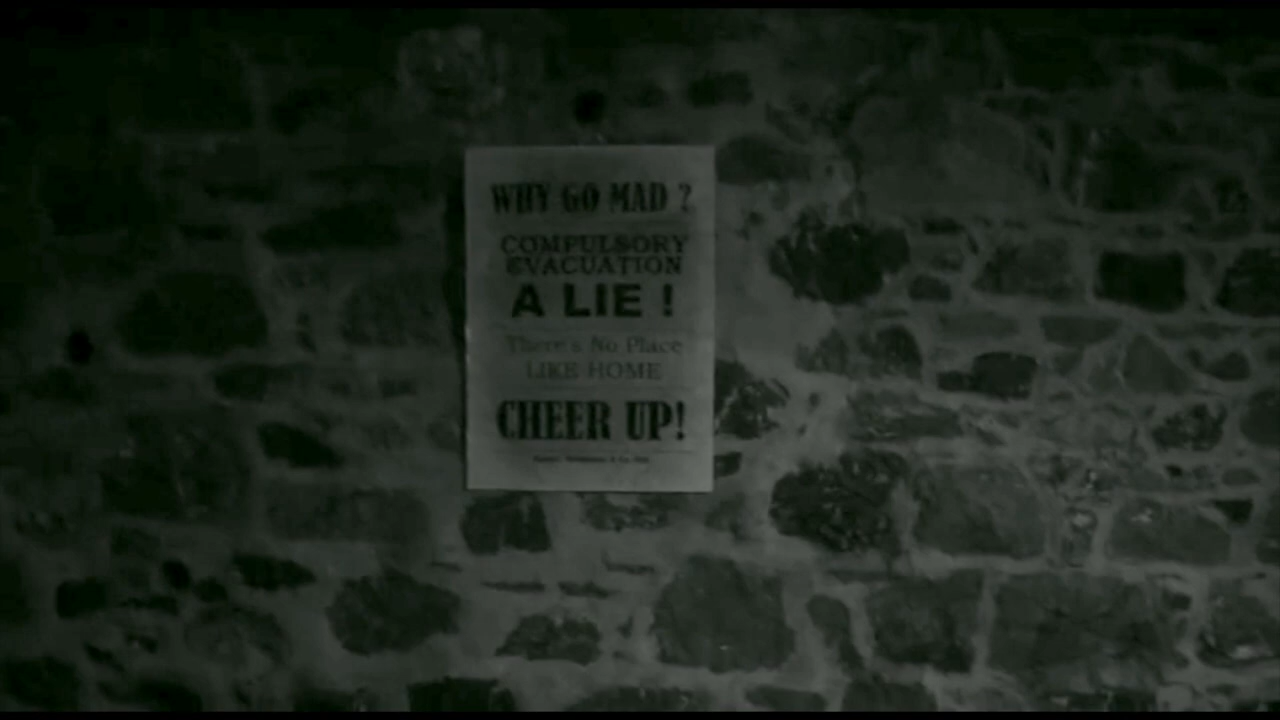 WHY GO MAD ?
COMPULSORY
EVACUATION
A LIE !
There's No Place
LIKE HOME
CHEER UP!